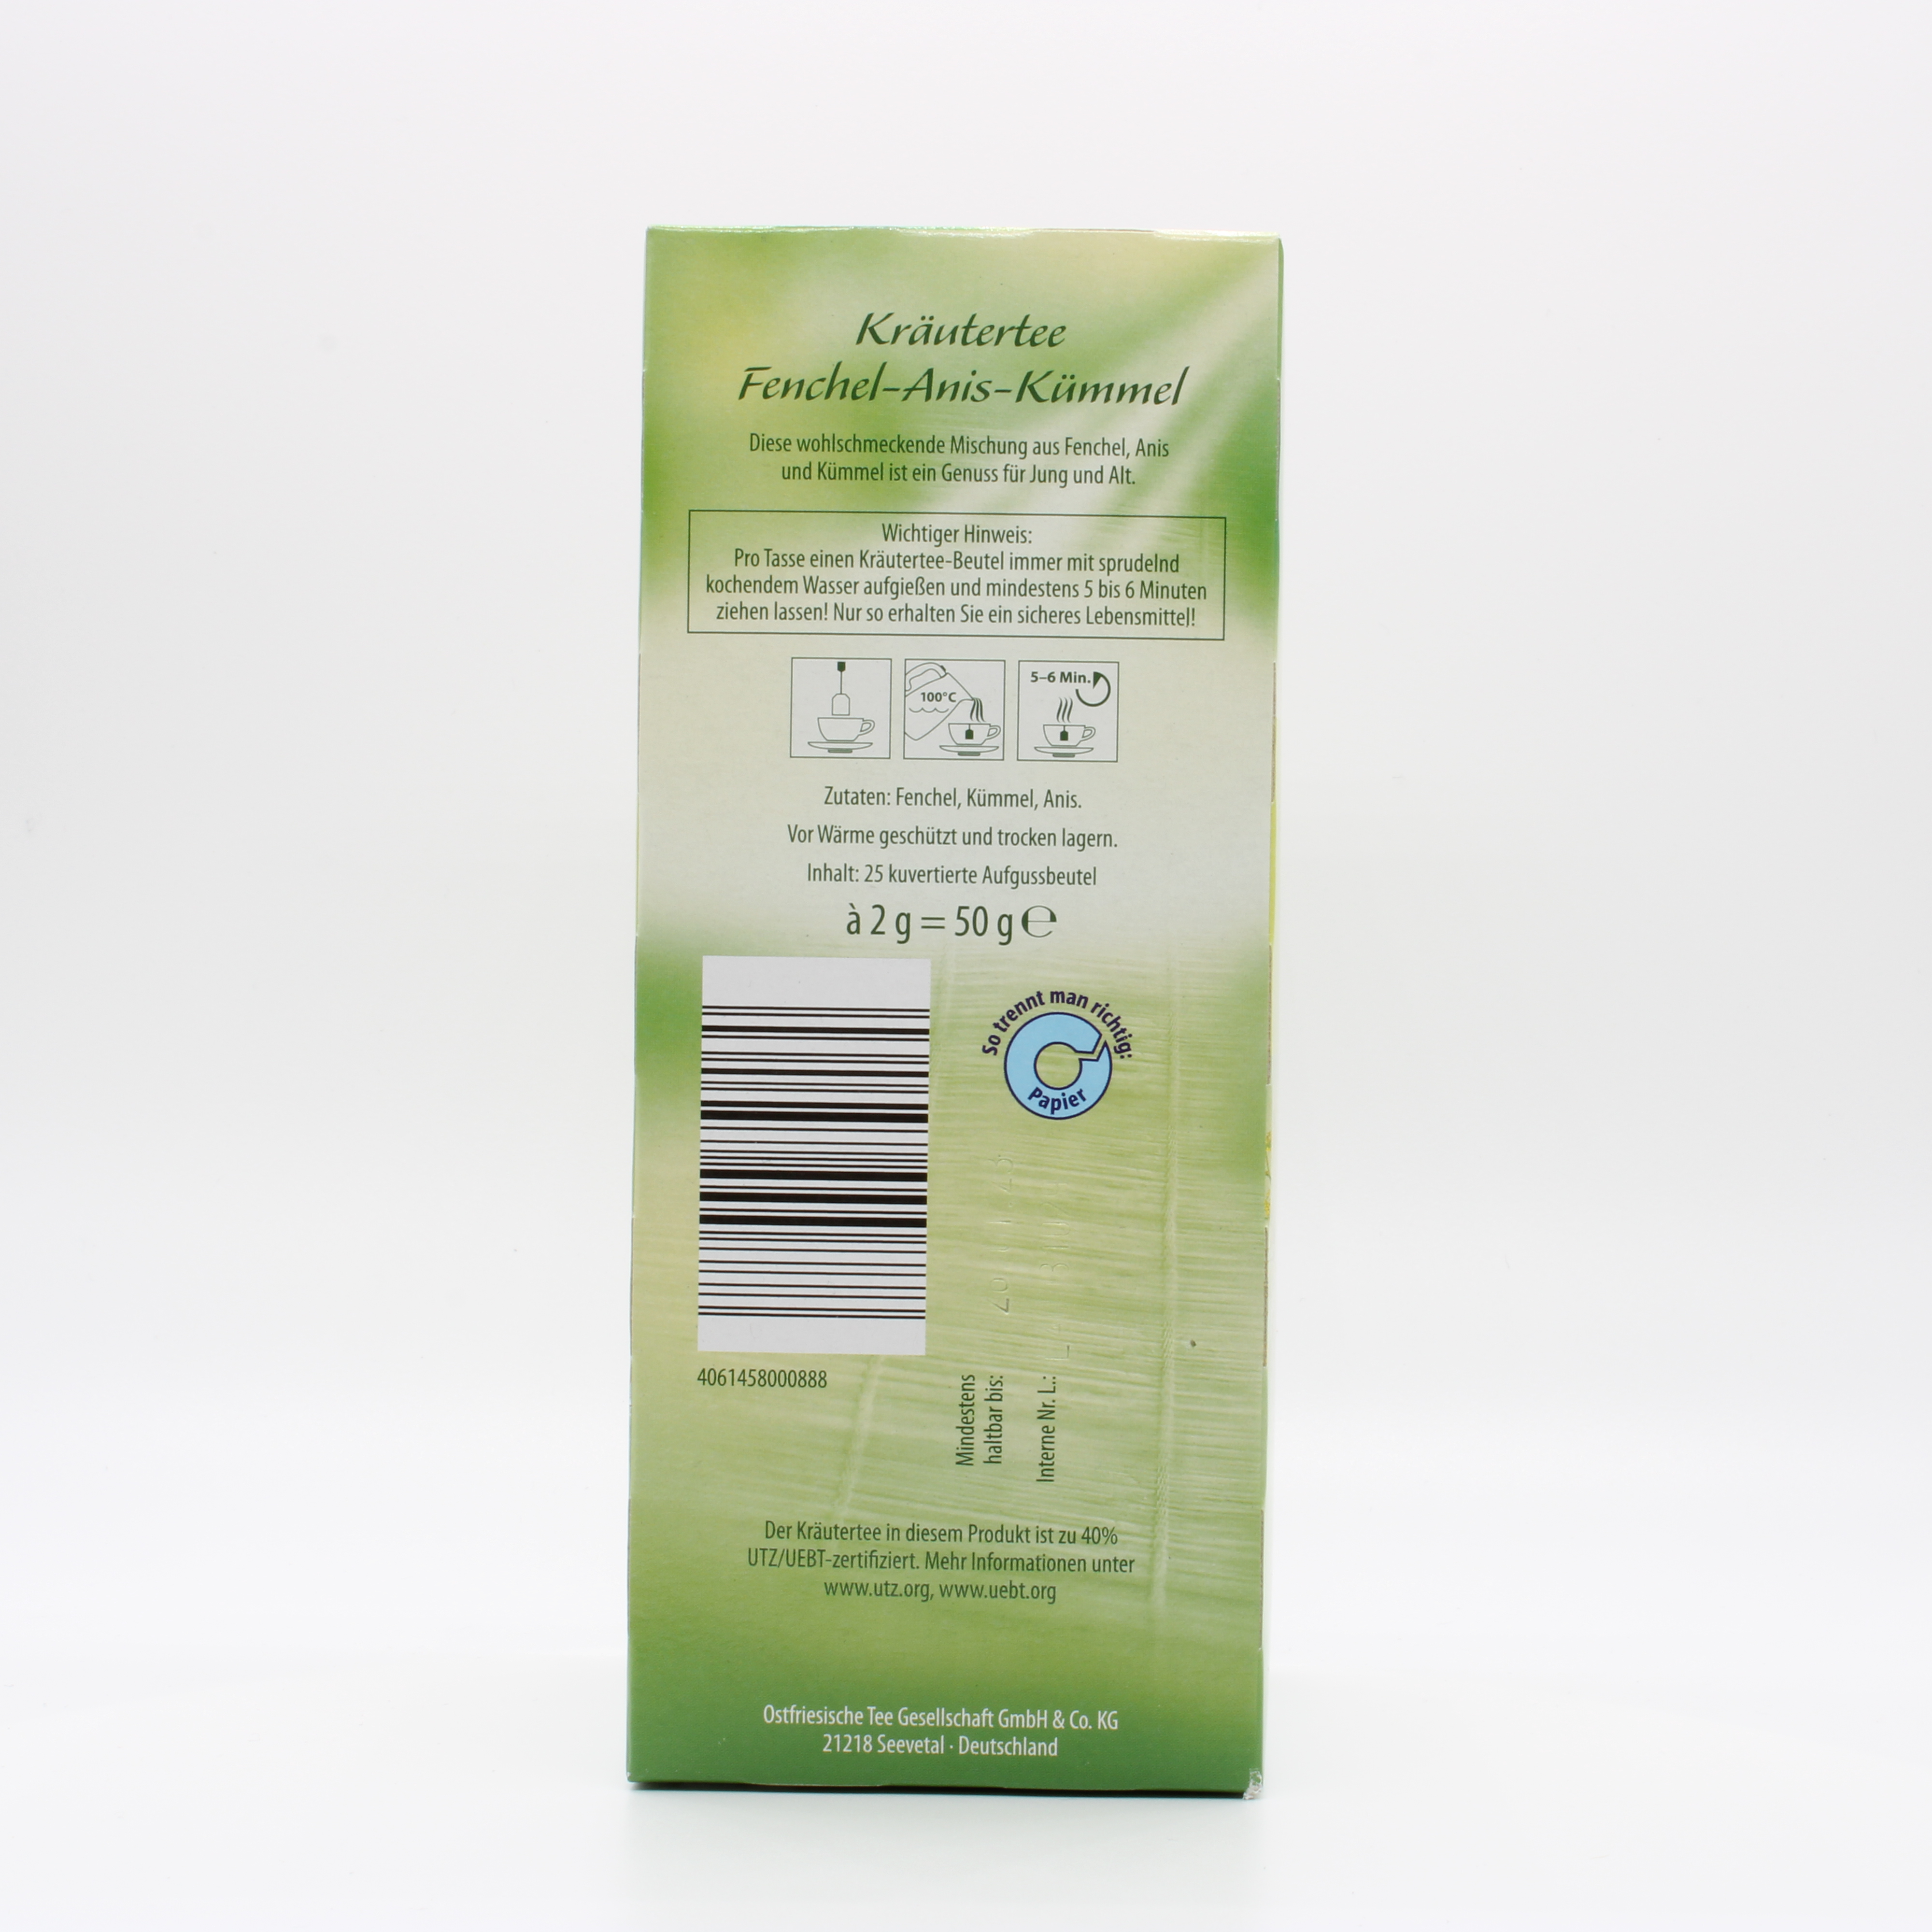 Kräutertee
Fenchel-Anis-Kümmel
Diese wohlschmeckende Mischung aus Fenchel, Anis
und Kümmel ist ein Genuss für Jung und Alt.
Wichtiger Hinweis:
Pro Tasse einen Kräutertee-Beutel immer mit sprudelnd
kochendem Wasser aufgießen und mindestens 5 bis 6 Minuten
ziehen lassen! Nur so erhalten Sie ein sicheres Lebensmittel!
100°C
5-6 Min.
Zutaten: Fenchel, Kümmel, Anis.
Vor Wärme geschützt und trocken lagern.
Inhalt: 25 kuvertierte Aufgussbeutel
à 2 g = 50 g ℮
So trennt man richtig:
Papier
4061458000888
Mindestens
haltbar bis:
Interne Nr. L.:
Der Kräutertee in diesem Produkt ist zu 40%
UTZ/UEBT-zertifiziert. Mehr Informationen unter
www.utz.org, www.uebt.org
Ostfriesische Tee Gesellschaft GmbH & Co. KG
21218 Seevetal · Deutschland